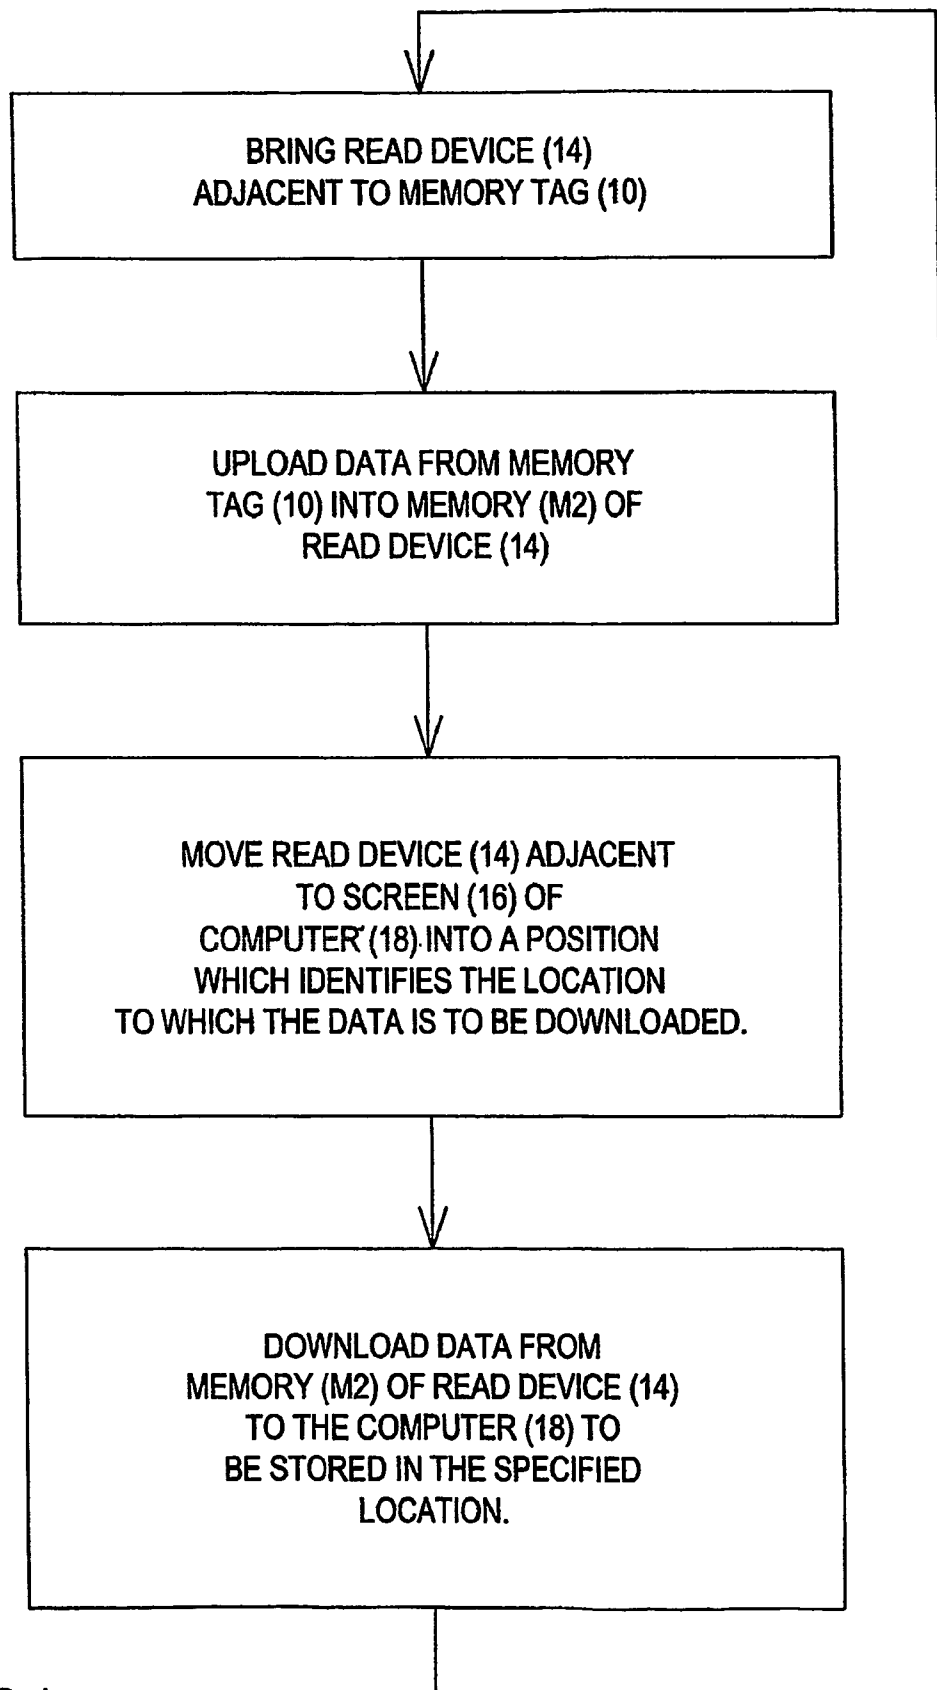 BRING READ DEVICE (14)
ADJACENT TO MEMORY TAG (10)
UPLOAD DATA FROM MEMORY
TAG (10) INTO MEMORY (M2) OF
READ DEVICE (14)
MOVE READ DEVICE (14) ADJACENT
TO SCREEN (16) OF
COMPUTER (18) INTO A POSITION
WHICH IDENTIFIES THE LOCATION
TO WHICH THE DATA IS TO BE DOWNLOADED.
DOWNLOAD DATA FROM
MEMORY (M2) OF READ DEVICE (14)
TO THE COMPUTER (18) TO
BE STORED IN THE SPECIFIED
LOCATION.